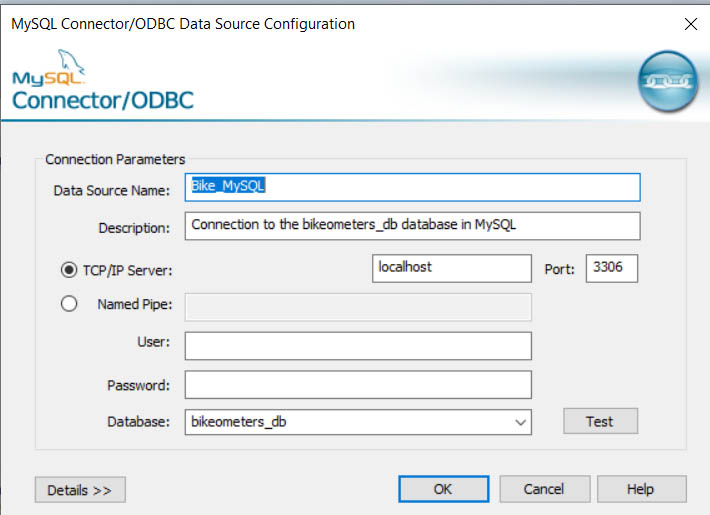 MySQL Connector/ODBC Data Source Configuration
MySQL
Connector/ODBC
Connection Parameters
Data Source Name: Bike_MySQL
Description: Connection to the bikeometers_db database in MySQL
TCP/IP Server: localhost Port: 3306
Named Pipe:
User:
Password:
Database: bikeometers_db Test
Details >> OK Cancel Help